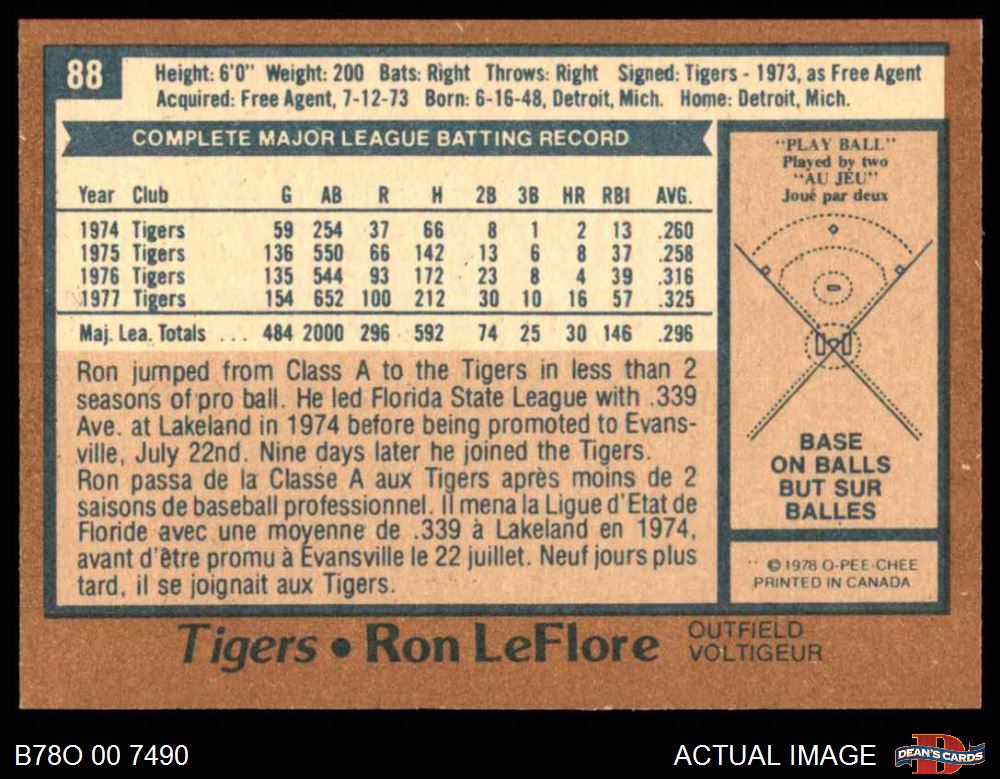 88
Height: 6'0" Weight: 200 Bats: Right Throws: Right Signed: Tigers - 1973, as Free Agent
Acquired: Free Agent, 7-12-73 Born: 6-16-48, Detroit, Mich. Home: Detroit, Mich.
COMPLETE MAJOR LEAGUE BATTING RECORD
Year Club G AB R H 2B 3B HR RBI AVG.
1974 Tigers 59 254 37 66 8 1 2 13 .260
1975 Tigers 136 550 66 142 13 6 8 37 .258
1976 Tigers 135 544 93 172 23 8 4 39 .316
1977 Tigers 154 652 100 212 30 10 16 57 .325
Maj. Lea. Totals ... 484 2000 296 592 74 25 30 146 .296
Ron jumped from Class A to the Tigers in less than 2
seasons of pro ball. He led Florida State League with .339
Ave. at Lakeland in 1974 before being promoted to Evans-
ville, July 22nd. Nine days later he joined the Tigers.
Ron passa de la Classe A aux Tigers après moins de 2
saisons de baseball professionnel. Il mena la Ligue d'Etat de
Floride avec une moyenne de .339 à Lakeland en 1974,
avant d'être promu à Evansville le 22 juillet. Neuf jours plus
tard, il se joignait aux Tigers.
"PLAY BALL"
Played by two
"AU JEU"
Joué par deux
BASE
ON BALLS
BUT SUR
BALLES
© 1978 O-PEE-CHEE
PRINTED IN CANADA
Tigers • Ron LeFlore
OUTFIELD
VOLTIGEUR
B78O 00 7490
ACTUAL IMAGE
DEAN'S CARDS